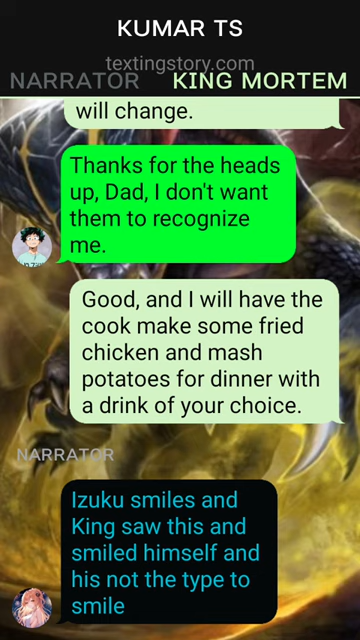 KUMAR TS
textingstory.com
NARRATOR KING MORTEM
will change.
Thanks for the heads
up, Dad, I don't want
them to recognize
me.
Good, and I will have the
cook make some fried
chicken and mash
potatoes for dinner with
a drink of your choice.
NARRATOR
Izuku smiles and
King saw this and
smiled himself and
his not the type to
smile